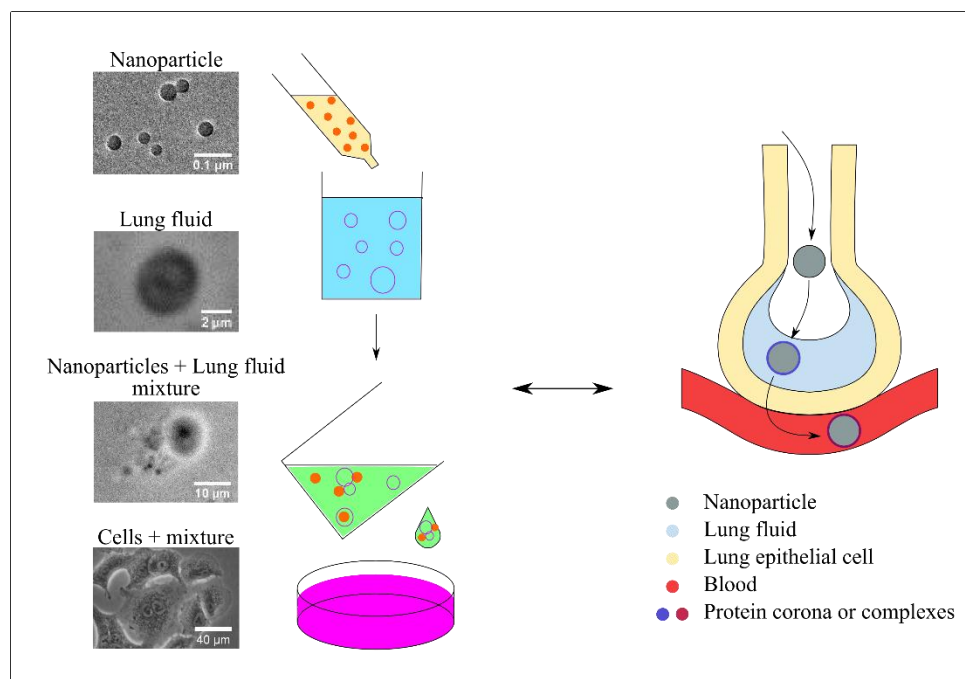 Nanoparticle
0.1 µm
Lung fluid
2 µm
Nanoparticles + Lung fluid
mixture
10 µm
Cells + mixture
40 µm
Nanoparticle
Lung fluid
Lung epithelial cell
Blood
Protein corona or complexes